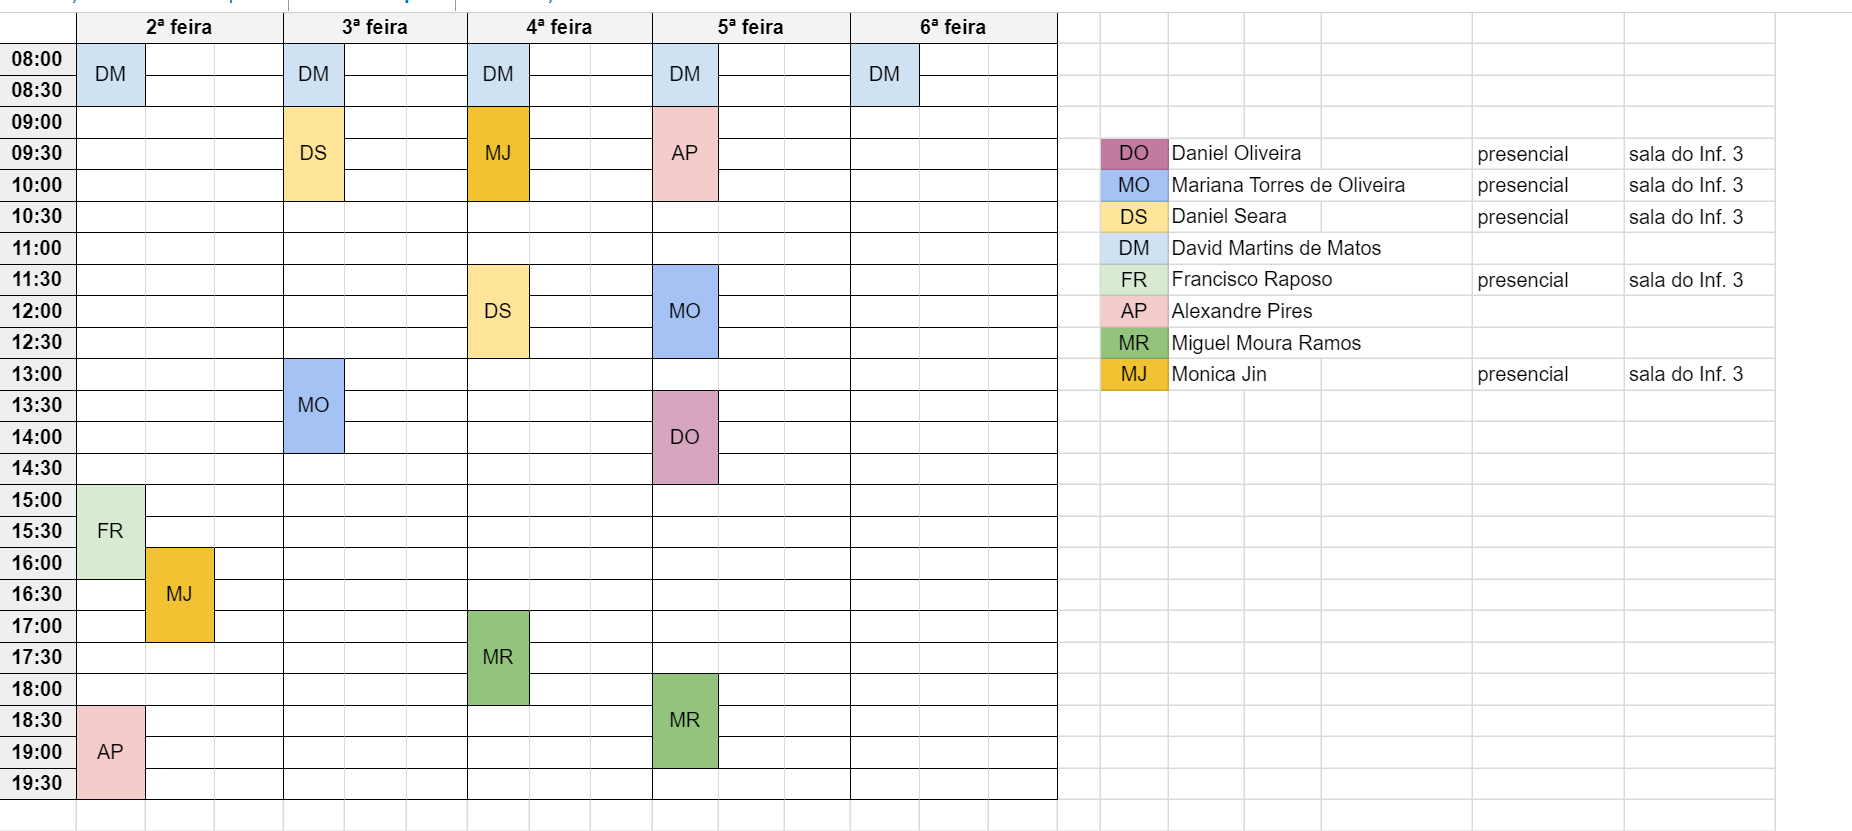 2ª feira 3ª feira 4ª feira 5ª feira 6ª feira
08:00
DM DM DM DM DM
08:30
09:00
09:30 DS MJ AP DO Daniel Oliveira presencial sala do Inf. 3
10:00 MO Mariana Torres de Oliveira presencial sala do Inf. 3
10:30 DS Daniel Seara presencial sala do Inf. 3
11:00 DM David Martins de Matos
11:30 FR Francisco Raposo presencial sala do Inf. 3
12:00 DS MO AP Alexandre Pires
12:30 MR Miguel Moura Ramos
13:00 MJ Monica Jin presencial sala do Inf. 3
13:30 MO
14:00 DO
14:30
15:00
15:30 FR
16:00
16:30 MJ
17:00
17:30 MR
18:00
18:30 MR
19:00 AP
19:30